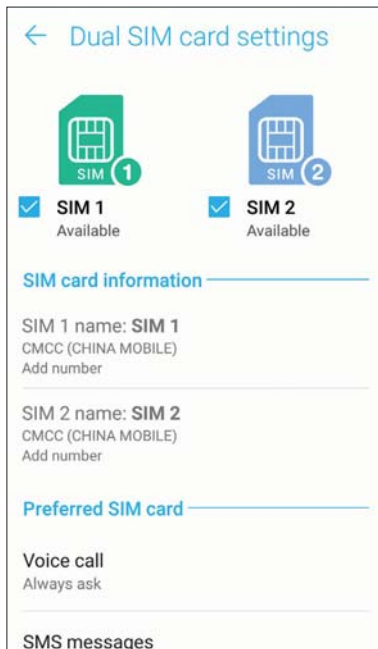 Dual SIM card settings
SIM 1
SIM 2
SIM 1
SIM 2
Available
Available
SIM card information
SIM 1 name: SIM 1
CMCC (CHINA MOBILE)
Add number
SIM 2 name: SIM 2
CMCC (CHINA MOBILE)
Add number
Preferred SIM card
Voice call
Always ask
SMS messages